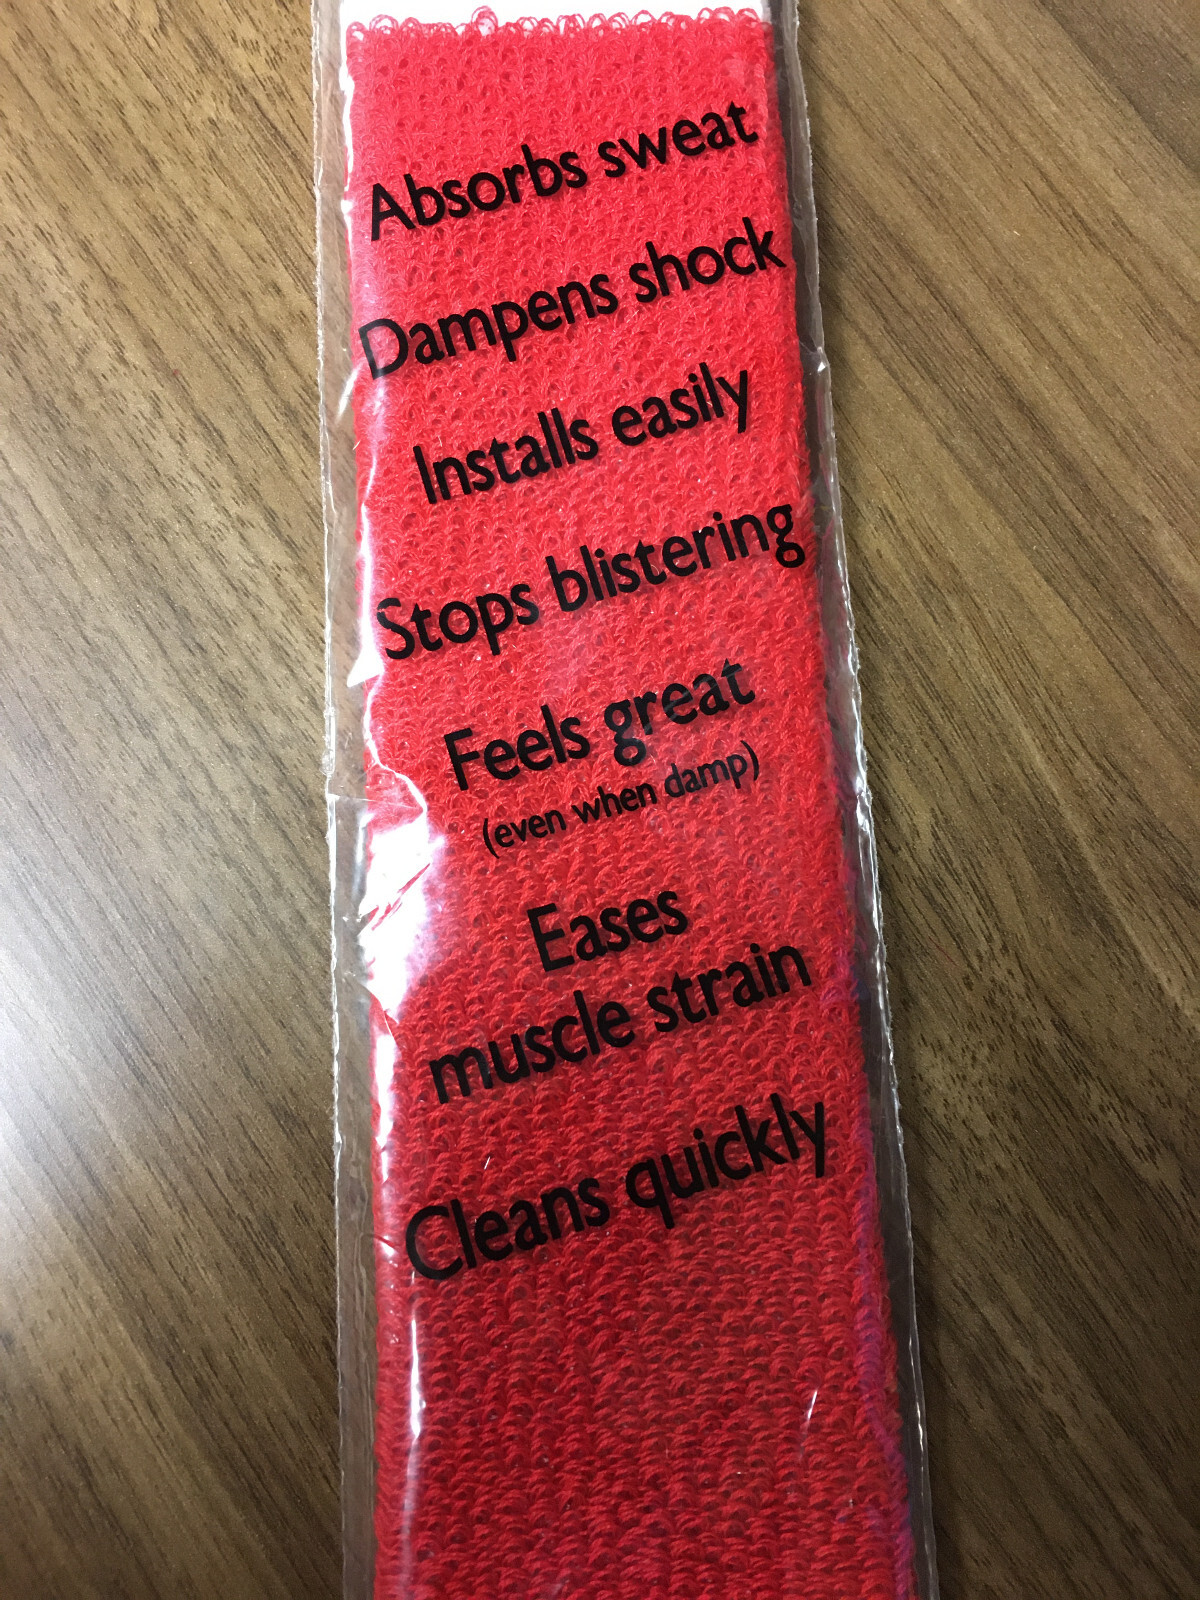 Absorbs sweat
Dampens shock
Installs easily
Stops blistering
Feels great
(even when damp)
Eases
muscle strain
Cleans quickly